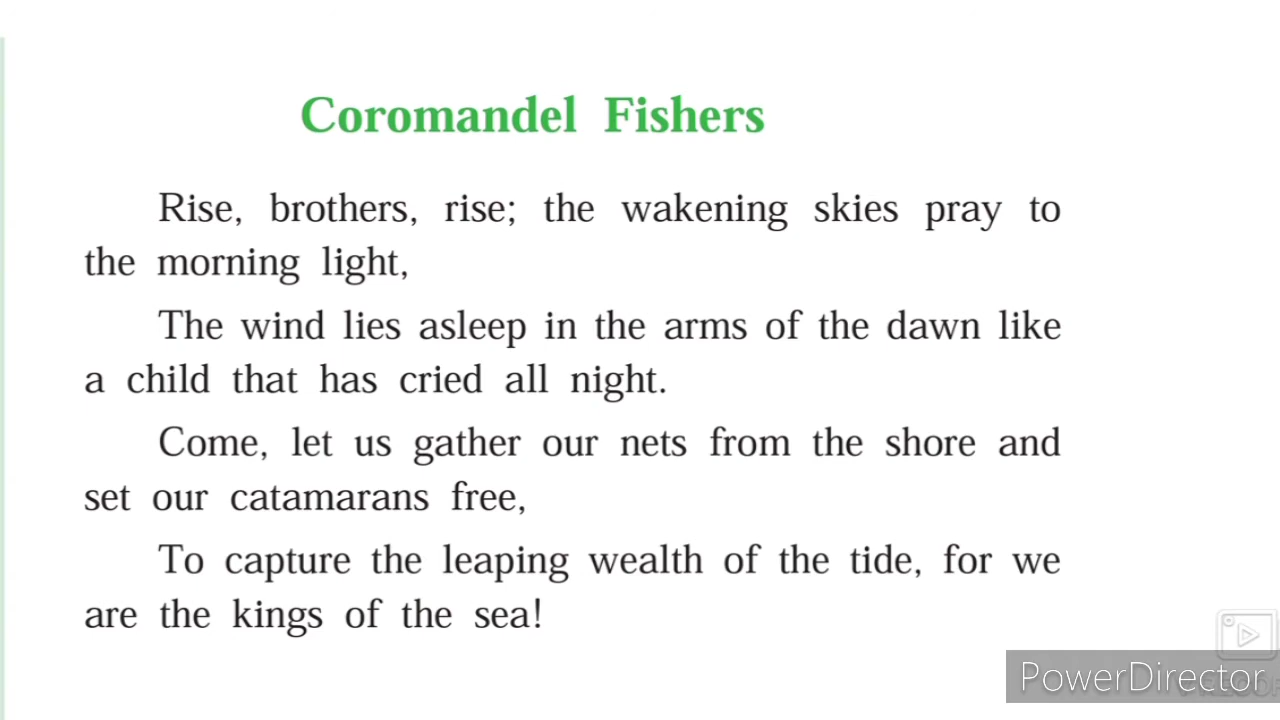 Coromandel Fishers
Rise, brothers, rise; the wakening skies pray to
the morning light,
The wind lies asleep in the arms of the dawn like
a child that has cried all night.
Come, let us gather our nets from the shore and
set our catamarans free,
To capture the leaping wealth of the tide, for we
are the kings of the sea!
PowerDirector